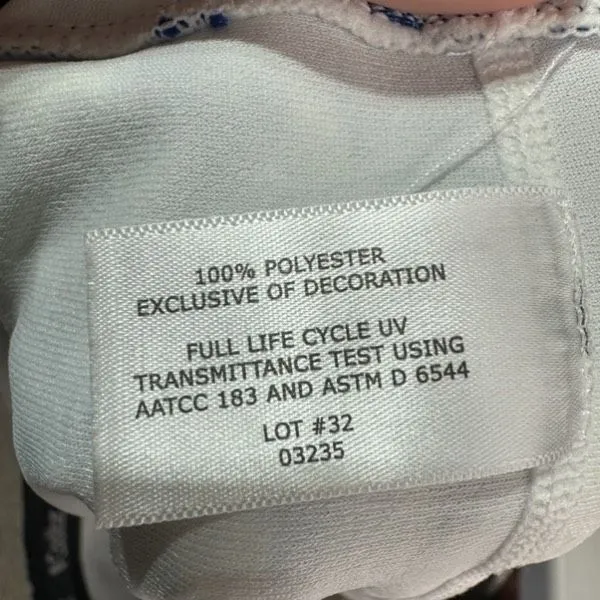 100% POLYESTER
EXCLUSIVE OF DECORATION
FULL LIFE CYCLE UV
TRANSMITTANCE TEST USING
AATCC 183 AND ASTM D 6544
LOT #32
03235